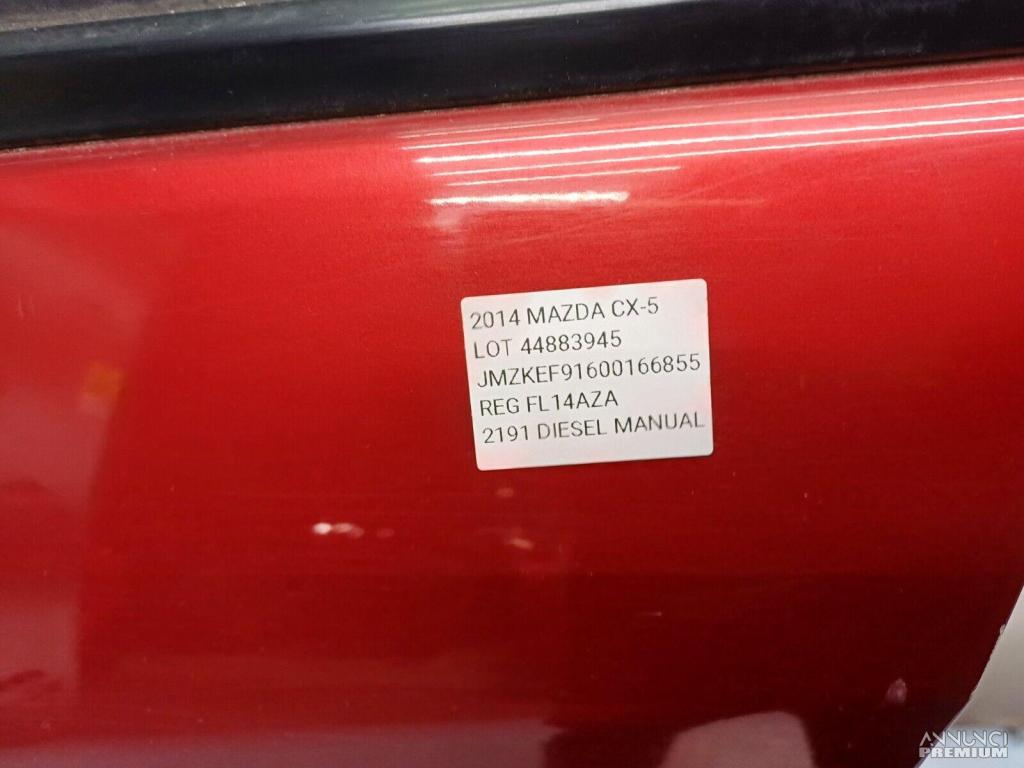 2014 MAZDA CX-5
LOT 44883945
JMZKEF91600166855
REG FL14AZA
2191 DIESEL MANUAL
ANNUNCI
PREMIUM